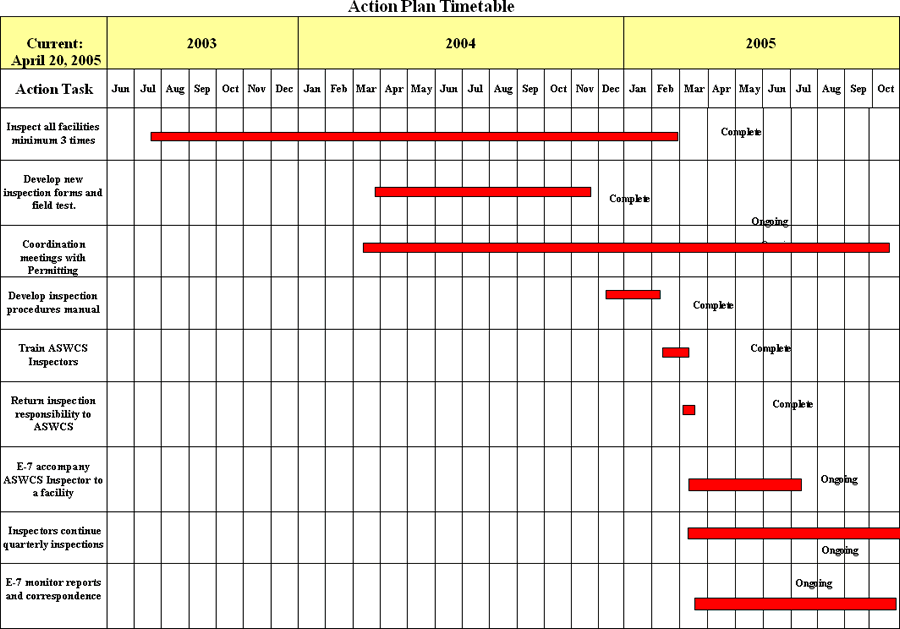 Action Plan Timetable
Current:
April 20, 2005
2003
2004
2005
Action Task
Jun Jul Aug Sep Oct Nov Dec Jan Feb Mar Apr May Jun Jul Aug Sep Oct Nov Dec Jan Feb Mar Apr May Jun Jul Aug Sep Oct
Inspect all facilities
minimum 3 times
Complete
Develop new
inspection forms and
field test.
Complete
Ongoing
Coordination
meetings with
Permitting
Develop inspection
procedures manual
Complete
Train ASWCS
Inspectors
Complete
Return inspection
responsibility to
ASWCS
Complete
E-7 accompany
ASWCS Inspector to
a facility
Ongoing
Inspectors continue
quarterly inspections
Ongoing
E-7 monitor reports
and correspondence
Ongoing